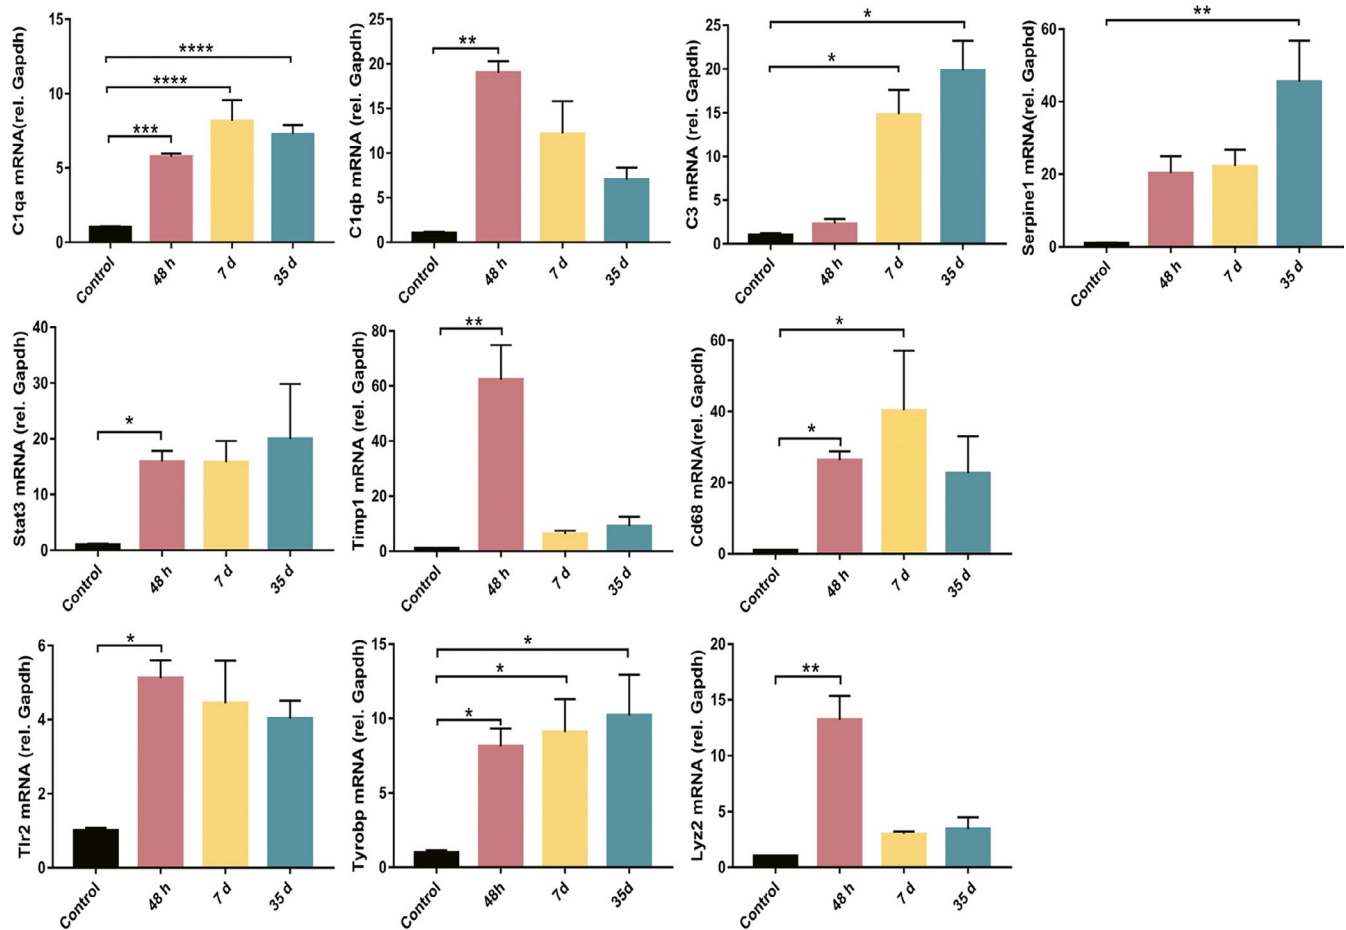 C1qa mRNA(rel. Gapdh)
15
10
5
0
***
****
****
Control
48 h
7 d
35 d
C1qb mRNA (rel. Gapdh)
25
20
15
10
5
0
**
Control
48 h
7 d
35 d
C3 mRNA (rel. Gapdh)
25
20
15
10
5
0
*
*
Control
48 h
7 d
35 d
Serpine1 mRNA(rel. Gaphd)
60
40
20
0
**
Control
48 h
7 d
35 d
Stat3 mRNA (rel. Gapdh)
40
30
20
10
0
*
Control
48 h
7 d
35 d
Timp1 mRNA (rel. Gapdh)
80
60
40
20
0
**
Control
48 h
7 d
35 d
Cd68 mRNA(rel. Gapdh)
60
40
20
0
*
*
Control
48 h
7 d
35 d
Tlr2 mRNA (rel. Gapdh)
6
4
2
0
*
Control
48 h
7 d
35 d
Tyrobp mRNA (rel. Gapdh)
15
10
5
0
*
*
*
Control
48h
7 d
35d
Lyz2 mRNA (rel. Gapdh)
20
15
10
5
0
**
Control
48 h
7 d
35 d